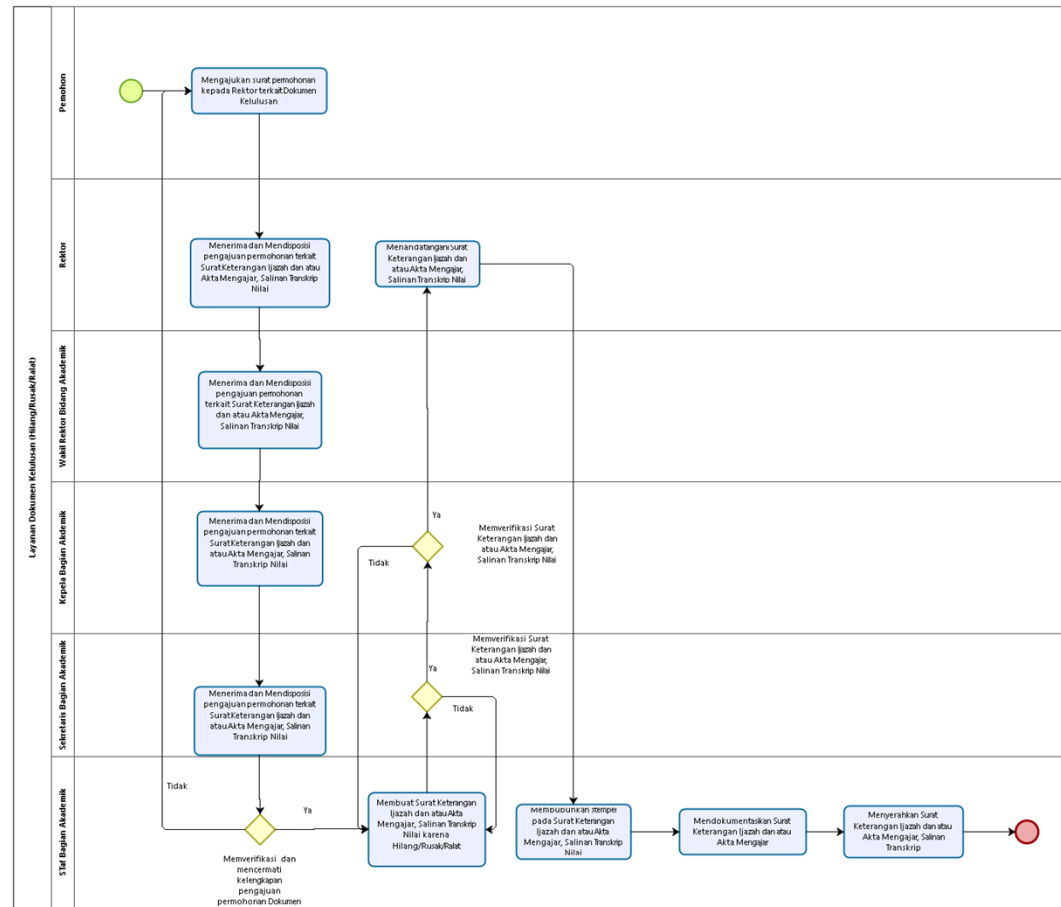 Layanan Dokumen Kelulusan (Hilang/Rusak/Ralat)
Pemohon
Mengajukan surat permohonan
kepada Rektor terkait Dokumen
Kelulusan
Rektor
Menerima dan Mendisposisi
pengajuan permohonan terkait
Surat Keterangan Ijazah dan atau
Akta Mengajar, Salinan Transkrip
Nilai
Menandatangani Surat
Keterangan Ijazah dan
atau Akta Mengajar,
Salinan Transkrip Nilai
Wakil Rektor Bidang Akademik
Menerima dan Mendisposisi
pengajuan permohonan
terkait Surat Keterangan Ijazah
dan atau Akta Mengajar,
Salinan Transkrip Nilai
Kepela Bagian Akdemik
Menerima dan Mendisposisi
pengajuan permohonan terkait
Surat Keterangan Ijazah dan
atau Akta Mengajar, Salinan
Transkrip Nilai
Ya
Tidak
Memverifikasi Surat
Keterangan Ijazah dan
atau Akta Mengajar,
Salinan Transkrip Nilai
Sekretaris Bagian Akademik
Menerima dan Mendisposisi
pengajuan permohonan terkait
Surat Keterangan Ijazah dan
atau Akta Mengajar, Salinan
Transkrip Nilai
Ya
Tidak
Memverifikasi Surat
Keterangan Ijazah dan
atau Akta Mengajar,
Salinan Transkrip Nilai
STaf Bagian Akademik
Tidak
Ya
Memverifikasi dan
mencermati
kelengkapan
pengajuan
permohonan Dokumen
Membuat Surat Keterangan
Ijazah dan atau Akta
Mengajar, Salinan Transkrip
Nilai karena
Hilang/Rusak/Ralat
Membubuhkan stempel
pada Surat Keterangan
Ijazah dan atau Akta
Mengajar, Salinan Transkrip
Nilai
Mendokumentasikan Surat
Keterangan Ijazah dan atau
Akta Mengajar
Menyerahkan Surat
Keterangan Ijazah dan atau
Akta Mengajar, Salinan
Transkrip